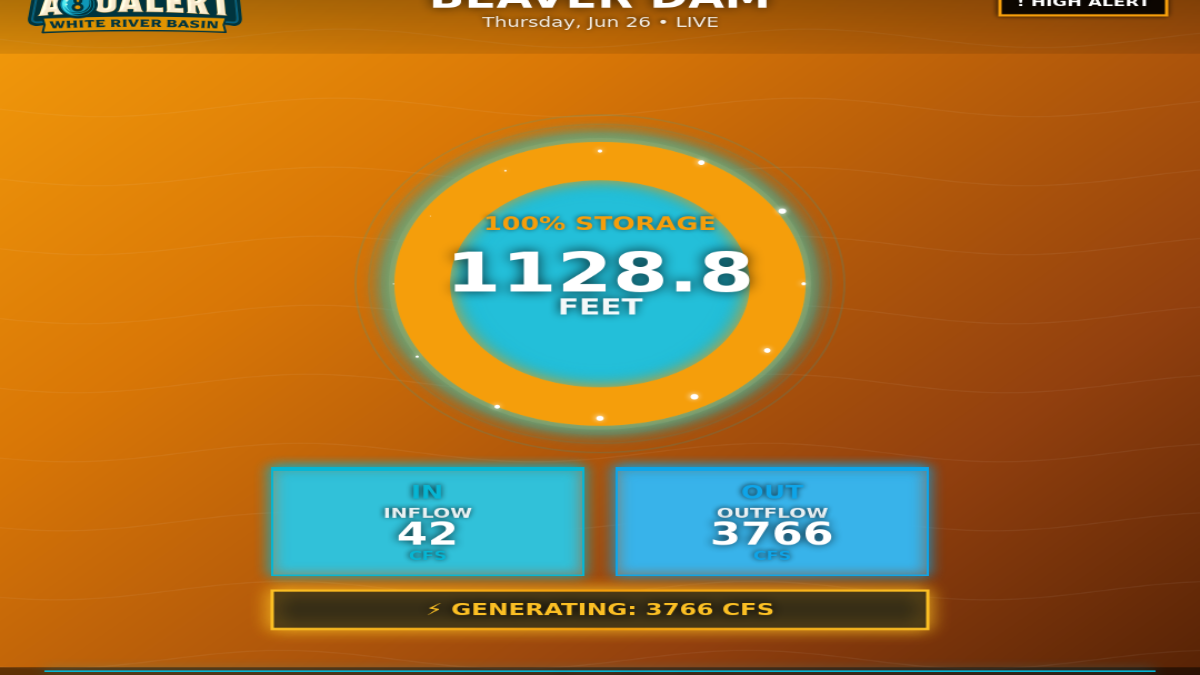 AQUALERT
WHITE RIVER BASIN
BEAVER DAM
Thursday, Jun 26 • LIVE
! HIGH ALERT
100% STORAGE
1128.8
FEET
IN
INFLOW
42
CFS
OUT
OUTFLOW
3766
CFS
⚡ GENERATING: 3766 CFS